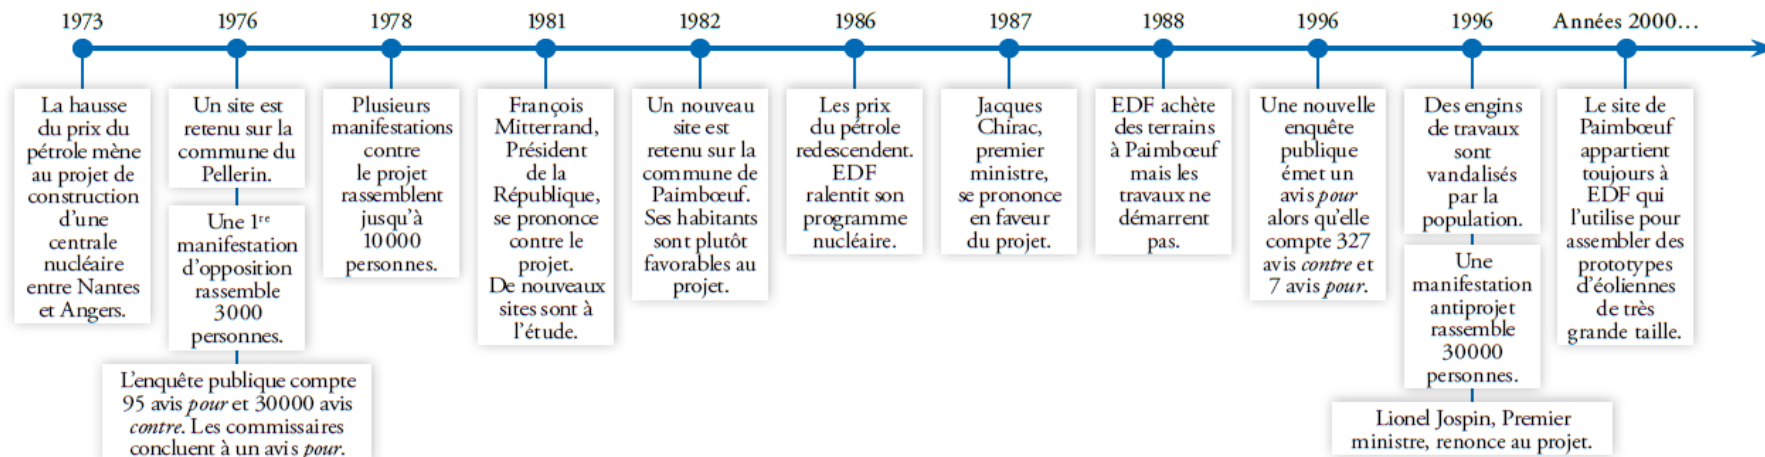 1973
La hausse
du prix du
pétrole mène
au projet de
construction
d'une
centrale
nucléaire
entre Nantes
et Angers.
1976
Un site est
retenu sur la
commune du
Pellerin.
Une 1re
manifestation
d'opposition
rassemble
3000
personnes.
L'enquête publique compte
95 avis pour et 30000 avis
contre. Les commissaires
concluent à un avis pour.
1978
Plusieurs
manifestations
contre
le projet
rassemblent
jusqu'à
10000
personnes.
1981
François
Mitterrand,
Président
de la
République,
se prononce
contre le
projet.
De nouveaux
sites sont à
l'étude.
1982
Un nouveau
site est
retenu sur la
commune de
Paimbœuf.
Ses habitants
sont plutôt
favorables au
projet.
1986
Les prix
du pétrole
redescendent.
EDF
ralentit son
programme
nucléaire.
1987
Jacques
Chirac,
premier
ministre,
se prononce
en faveur
du projet.
1988
EDF achète
des terrains
à Paimbœuf
mais les
travaux ne
démarrent
pas.
1996
Une nouvelle
enquête
publique
émet un
avis pour
alors qu'elle
compte 327
avis contre et
7 avis pour.
1996
Des engins
de travaux
sont
vandalisés
par la
population.
Une
manifestation
antiprojet
rassemble
30000
personnes.
Lionel Jospin, Premier
ministre, renonce au projet.
Années 2000…
Le site de
Paimbœuf
appartient
toujours à
EDF qui
l'utilise pour
assembler des
prototypes
d'éoliennes
de très
grande taille.